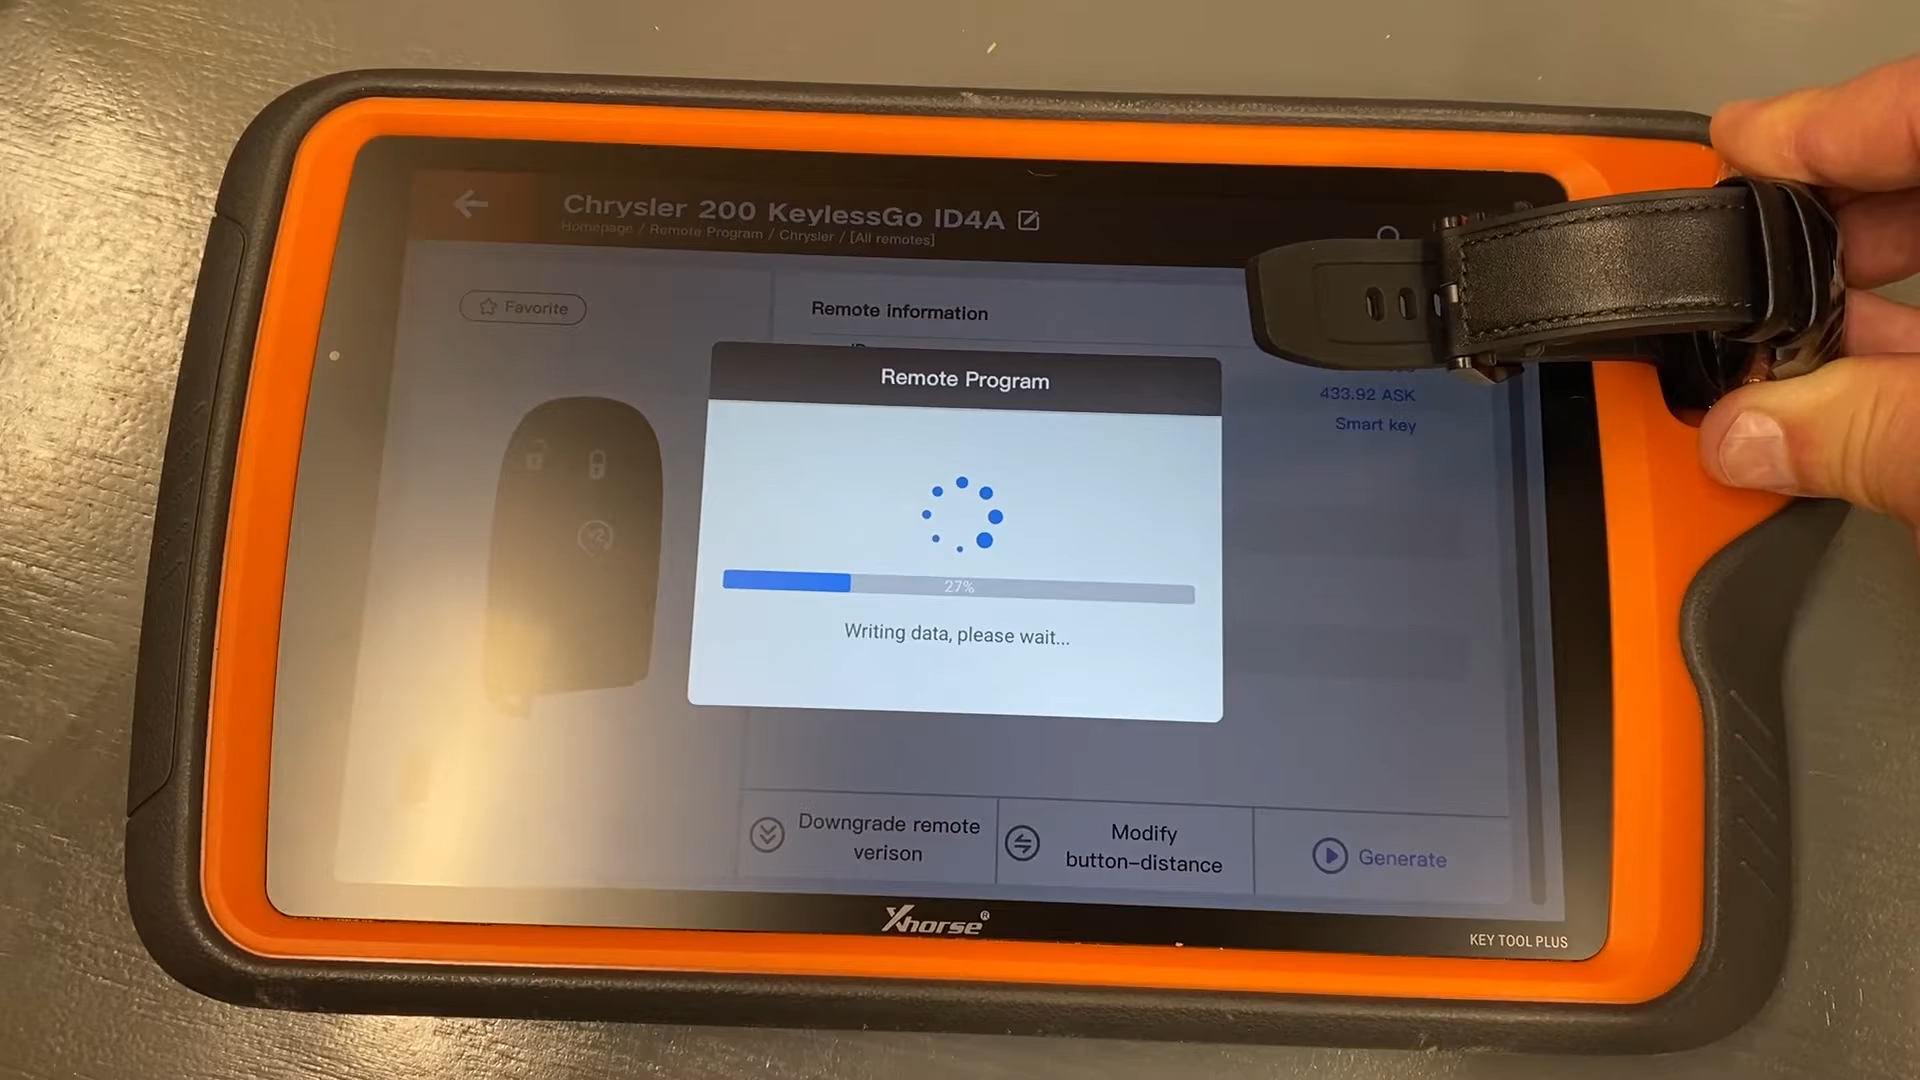 Chrysler 200 KeylessGo ID4A
Homepage / Remote Program / Chrysler / [All remotes]
Favorite
Remote information
433.92 ASK
Smart key
Remote Program
27%
Writing data, please wait...
Downgrade remote
verison
Modify
button-distance
Generate
Xhorse®
KEY TOOL PLUS